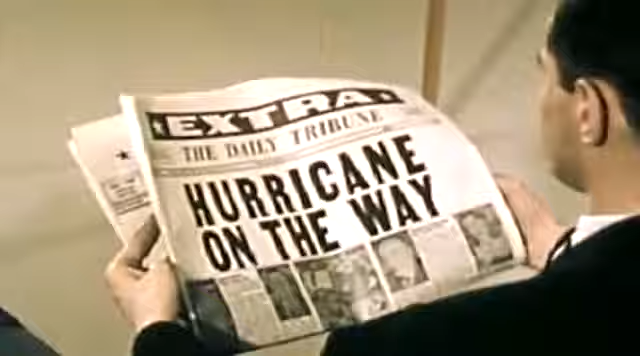 EXTRA
THE DAILY TRIBUNE
HURRICANE
ON THE WAY